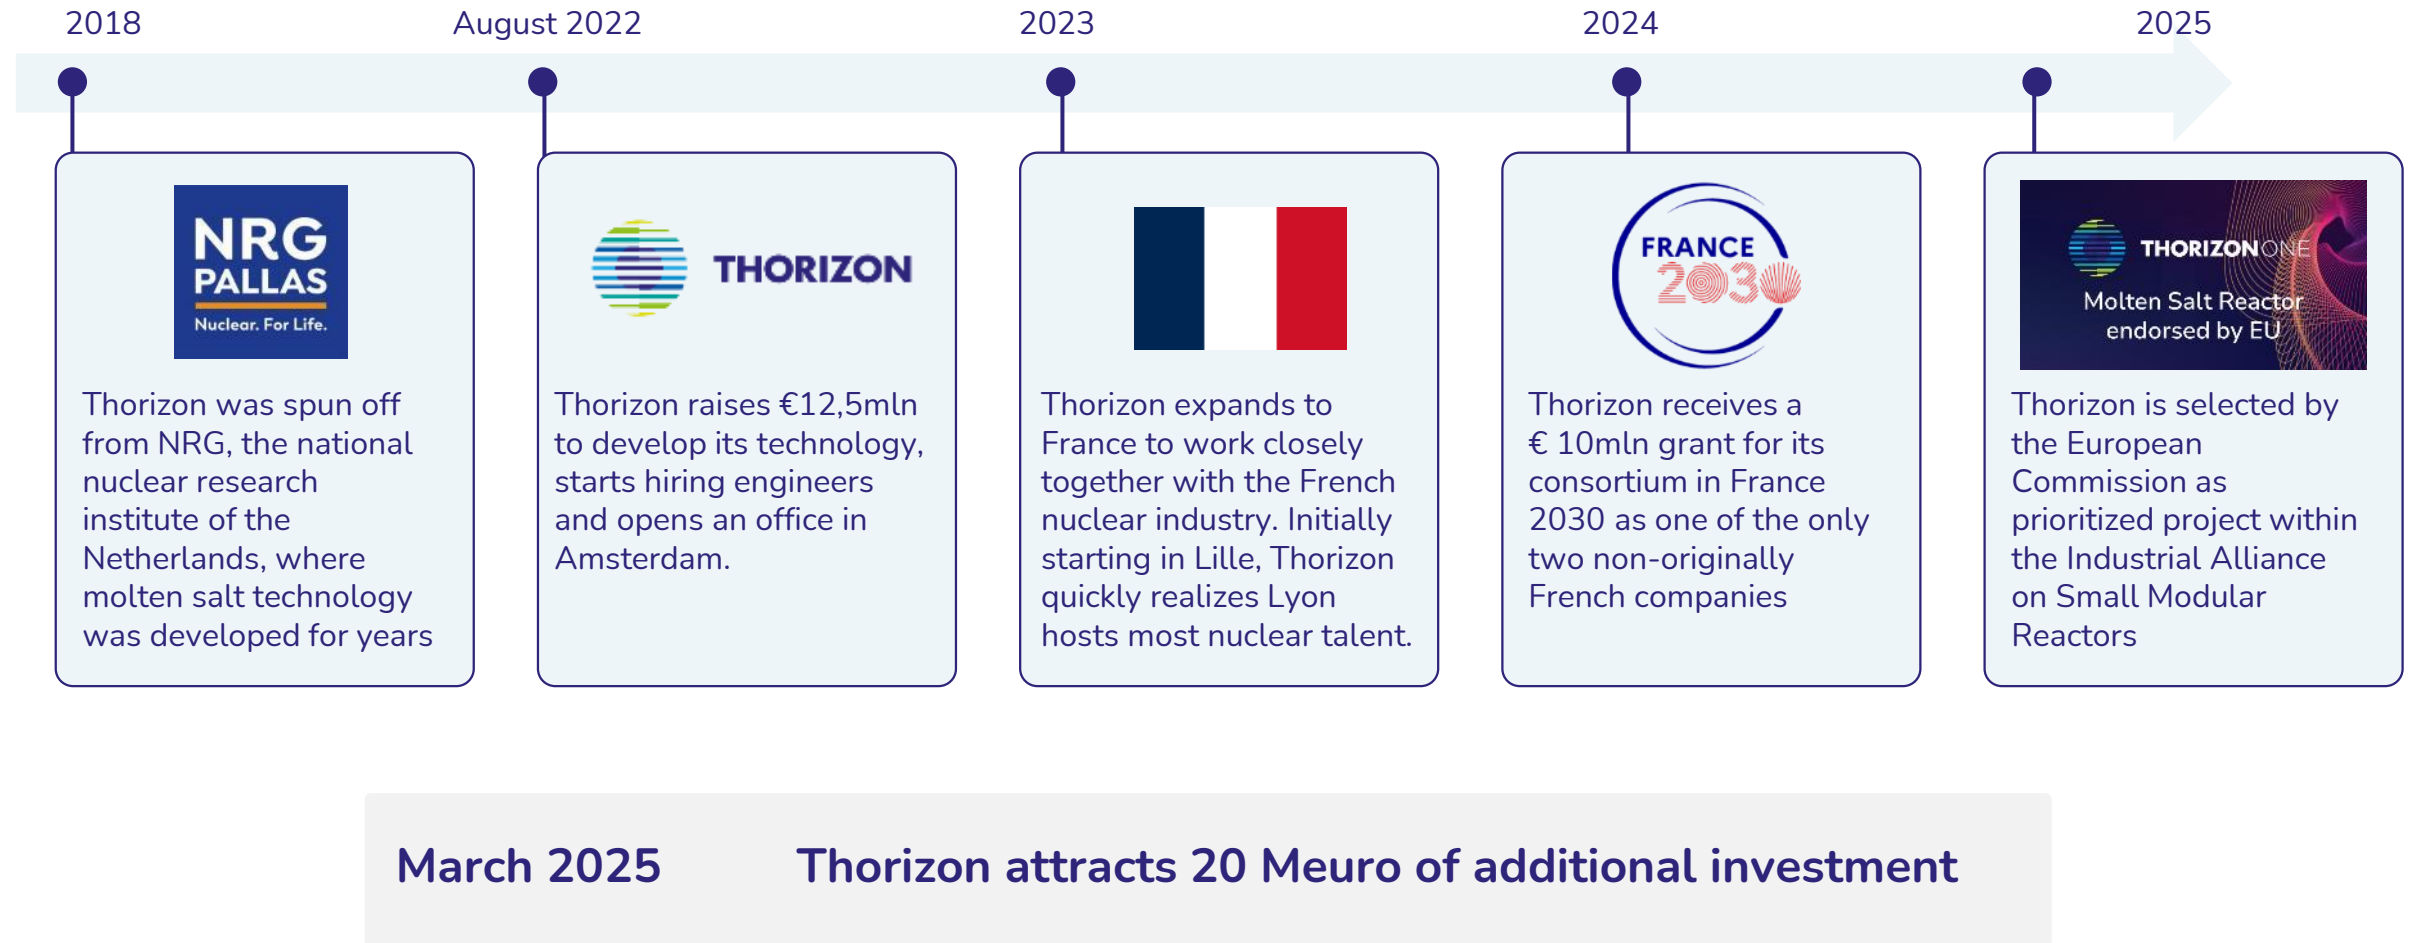 2018
August 2022
2023
2024
2025
NRG
PALLAS
Nuclear. For Life.
Thorizon was spun off
from NRG, the national
nuclear research
institute of the
Netherlands, where
molten salt technology
was developed for years
THORIZON
Thorizon raises €12,5mln
to develop its technology,
starts hiring engineers
and opens an office in
Amsterdam.
Thorizon expands to
France to work closely
together with the French
nuclear industry. Initially
starting in Lille, Thorizon
quickly realizes Lyon
hosts most nuclear talent.
FRANCE
2030
Thorizon receives a
€ 10mln grant for its
consortium in France
2030 as one of the only
two non-originally
French companies
THORIZONONE
Molten Salt Reactor
endorsed by EU
Thorizon is selected by
the European
Commission as
prioritized project within
the Industrial Alliance
on Small Modular
Reactors
March 2025 Thorizon attracts 20 Meuro of additional investment